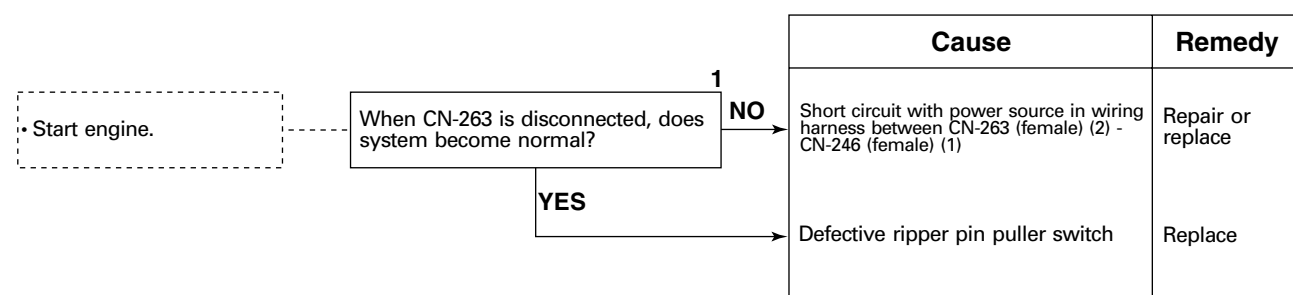 Cause
Remedy
1
• Start engine.
When CN-263 is disconnected, does
system become normal?
NO
Short circuit with power source in wiring
harness between CN-263 (female) (2) -
CN-246 (female) (1)
Repair or
replace
YES
Defective ripper pin puller switch
Replace